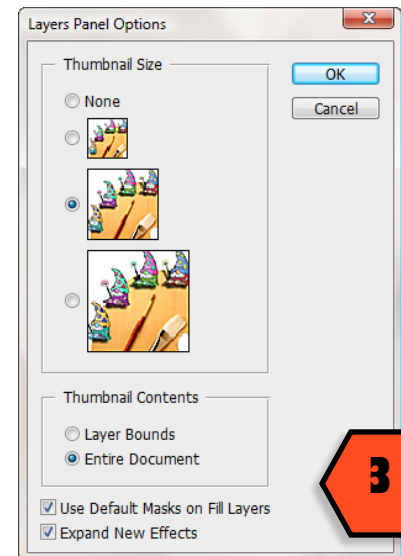 Layers Panel Options
Thumbnail Size
OK
None
Cancel
Thumbnail Contents
Layer Bounds
Entire Document
3
Use Default Masks on Fill Layers
Expand New Effects